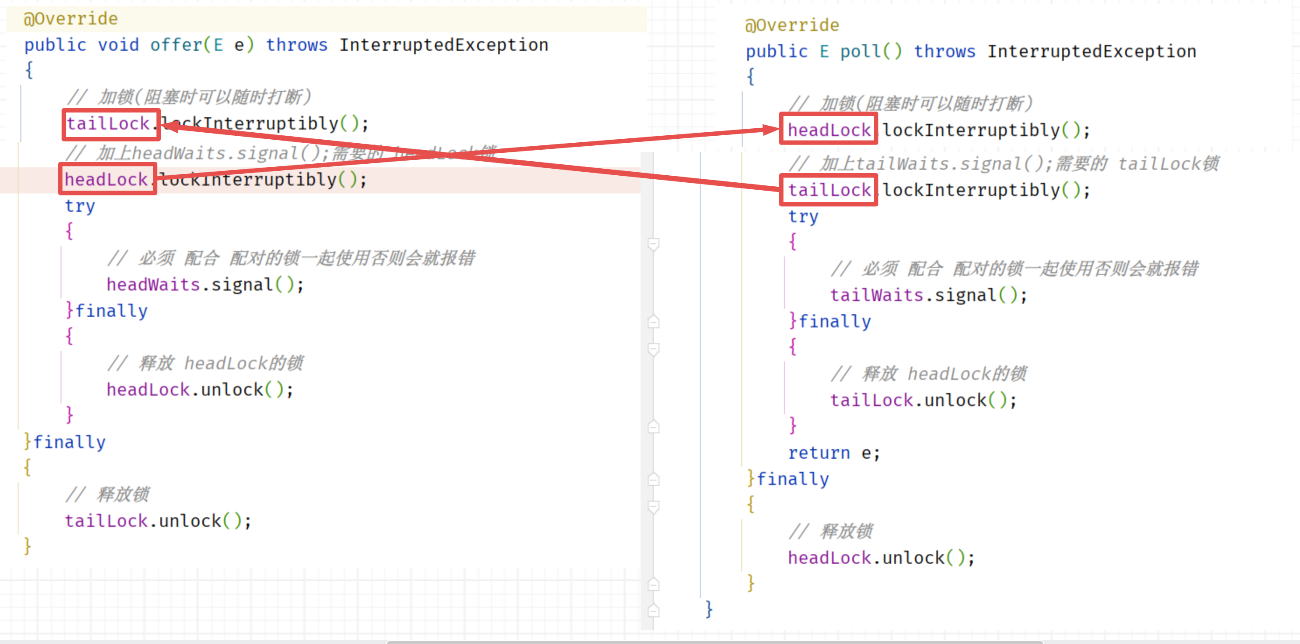 @Override
public void offer(E e) throws InterruptedException
{
// 加锁(阻塞时可以随时打断)
tailLock.lockInterruptibly();
// 加上headWaits.signal();需要的 headLock锁
headLock.lockInterruptibly();
try
{
// 必须 配合 配对的锁一起使用否则会就报错
headWaits.signal();
}finally
{
// 释放 headLock的锁
headLock.unlock();
}
}finally
{
// 释放锁
tailLock.unlock();
}
@Override
public E poll() throws InterruptedException
{
// 加锁(阻塞时可以随时打断)
headLock.lockInterruptibly();
// 加上tailWaits.signal();需要的 tailLock锁
tailLock.lockInterruptibly();
try
{
// 必须 配合 配对的锁一起使用否则会就报错
tailWaits.signal();
}finally
{
// 释放 headLock的锁
tailLock.unlock();
}
return e;
}finally
{
// 释放锁
headLock.unlock();
}
}